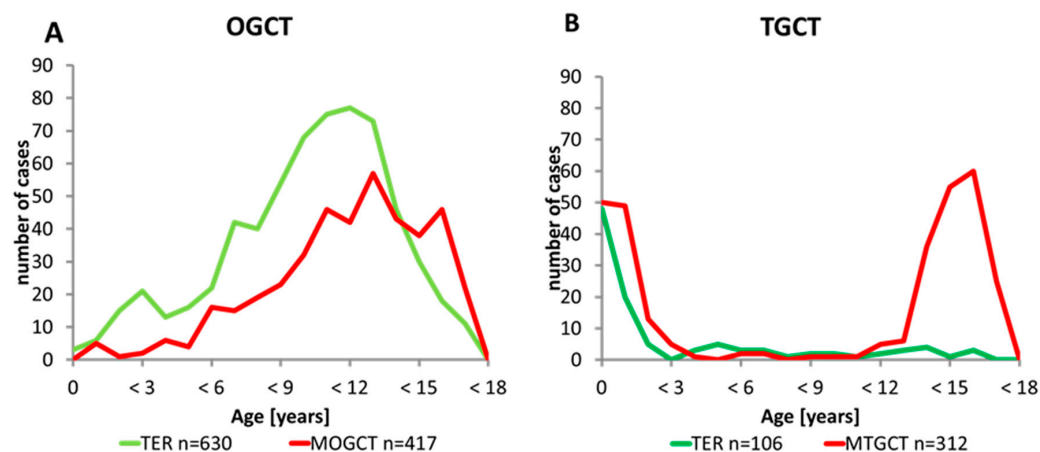 A
OGCT
90
80
70
60
50
40
30
20
10
0
number of cases
0 < 3 < 6 < 9 < 12 < 15 < 18
Age [years]
TER n=630 MOGCT n=417
B
TGCT
90
80
70
60
50
40
30
20
10
0
number of cases
0 < 3 < 6 < 9 < 12 < 15 < 18
Age [years]
TER n=106 MTGCT n=312